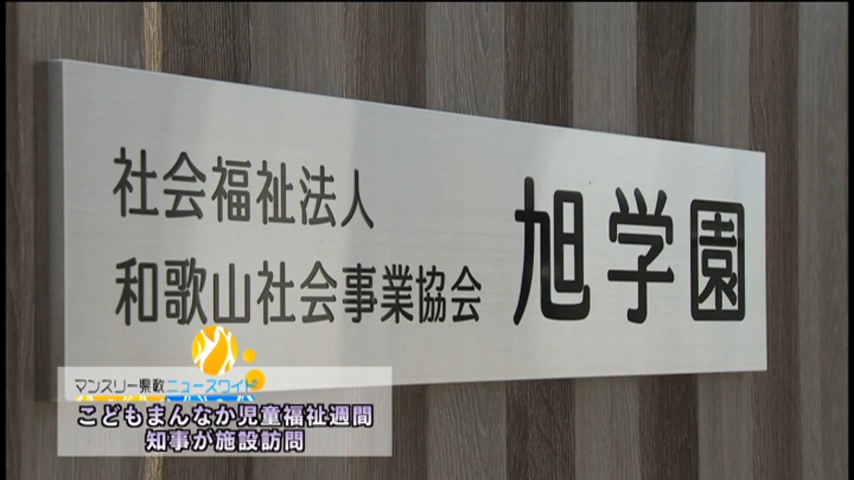 社会福祉法人
和歌山社会事業協会
旭学園
マンスリー県政ニュースワイド
こどもまんなか児童福祉週間
知事が施設訪問